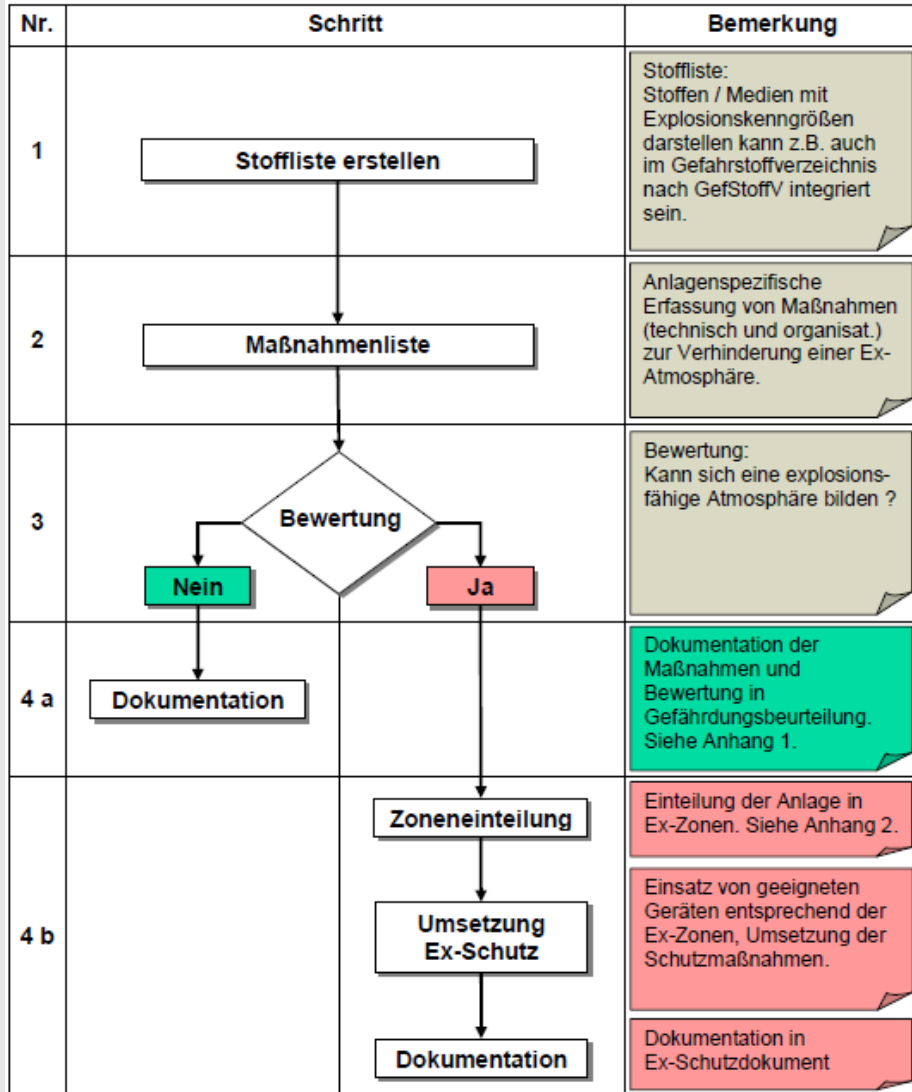 Nr.
Schritt
Bemerkung
1
Stoffliste erstellen
Stoffliste:
Stoffen / Medien mit
Explosionskenngrößen
darstellen kann z.B. auch
im Gefahrstoffverzeichnis
nach GefStoffV integriert
sein.
2
Maßnahmenliste
Anlagenspezifische
Erfassung von Maßnahmen
(technisch und organisat.)
zur Verhinderung einer Ex-
Atmosphäre.
3
Bewertung
Nein
Ja
Bewertung:
Kann sich eine explosions-
fähige Atmosphäre bilden ?
4 a
Dokumentation
Dokumentation der
Maßnahmen und
Bewertung in
Gefährdungsbeurteilung.
Siehe Anhang 1.
4 b
Zoneneinteilung
Einteilung der Anlage in
Ex-Zonen. Siehe Anhang 2.
Umsetzung
Ex-Schutz
Einsatz von geeigneten
Geräten entsprechend der
Ex-Zonen, Umsetzung der
Schutzmaßnahmen.
Dokumentation
Dokumentation in
Ex-Schutzdokument